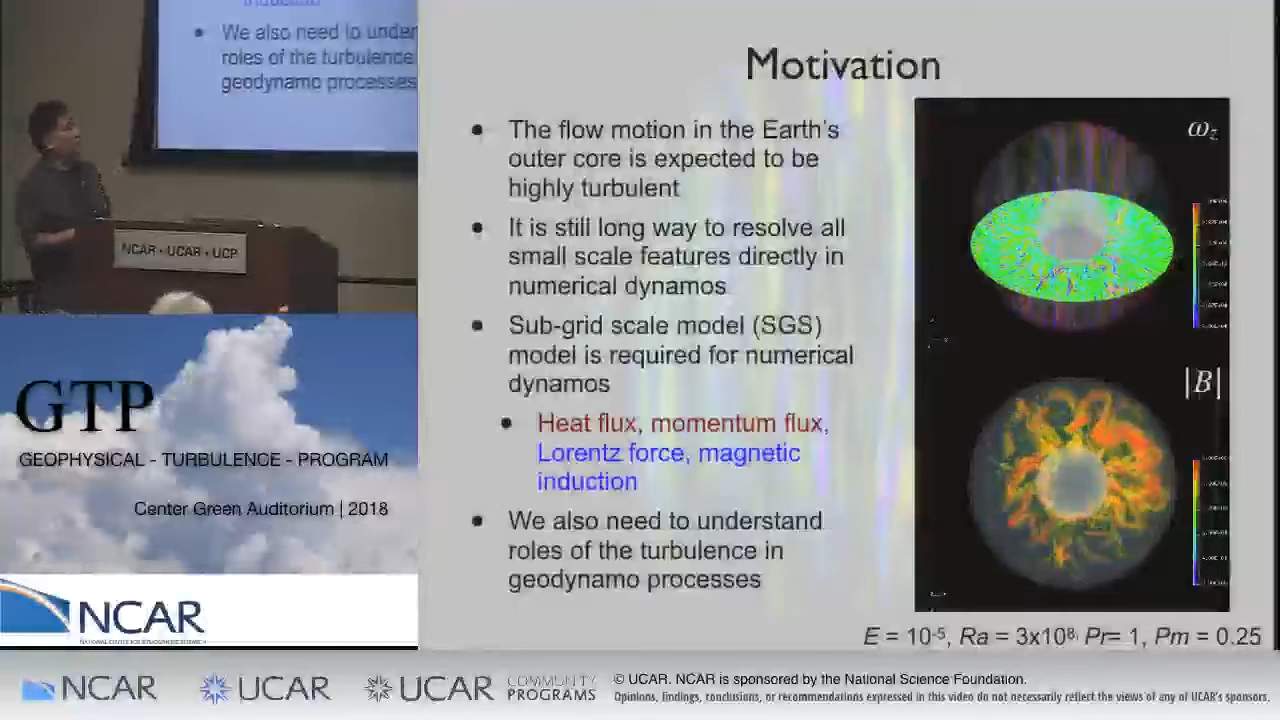 induction
• We also need to under
roles of the turbulence
geodynamo processes
NCAR • UCAR • UCP
GTP
GEOPHYSICAL - TURBULENCE - PROGRAM
Center Green Auditorium | 2018
NCAR
Motivation
• The flow motion in the Earth's
outer core is expected to be
highly turbulent
• It is still long way to resolve all
small scale features directly in
numerical dynamos
• Sub-grid scale model (SGS)
model is required for numerical
dynamos
• Heat flux, momentum flux,
Lorentz force, magnetic
induction
• We also need to understand
roles of the turbulence in
geodynamo processes
ω_z
|B|
E = 10⁻⁵, Ra = 3x10⁸, Pr= 1, Pm = 0.25
NCAR
UCAR
UCAR
COMMUNITY
PROGRAMS
© UCAR. NCAR is sponsored by the National Science Foundation.
Opinions, findings, conclusions, or recommendations expressed in this video do not necessarily reflect the views of any of UCAR's sponsors.